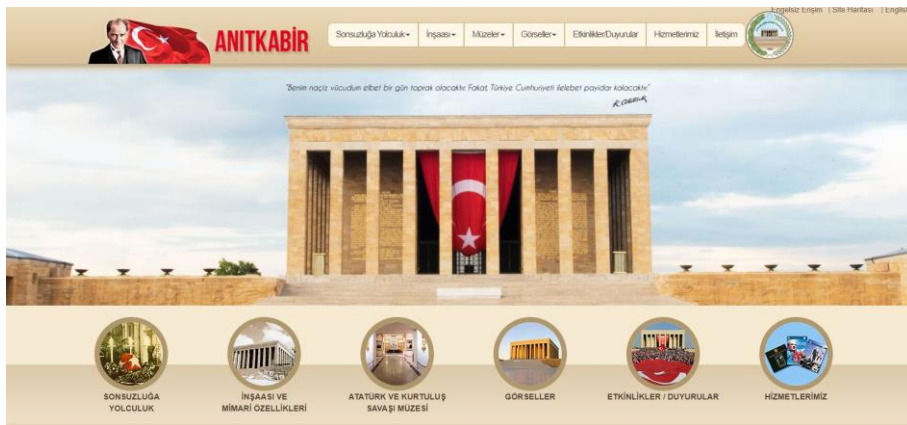 Engelsiz Erişim | Site Haritası | English
ANITKABİR
Sonsuzluğa Yolculuk
İnşaası
Müzeler
Görseller
Etkinlikler/Duyurular
Hizmetlerimiz
İletişim
"Benim naçiz vücudum elbet bir gün toprak olacaktır. Fakat, Türkiye Cumhuriyeti ilelebet payidar kalacaktır."
K. Atatürk
SONSUZLUĞA
YOLCULUK
İNŞAASI VE
MİMARİ ÖZELLİKLERİ
ATATÜRK VE KURTULUŞ
SAVAŞI MÜZESİ
GÖRSELLER
ETKİNLİKLER / DUYURULAR
HİZMETLERİMİZ